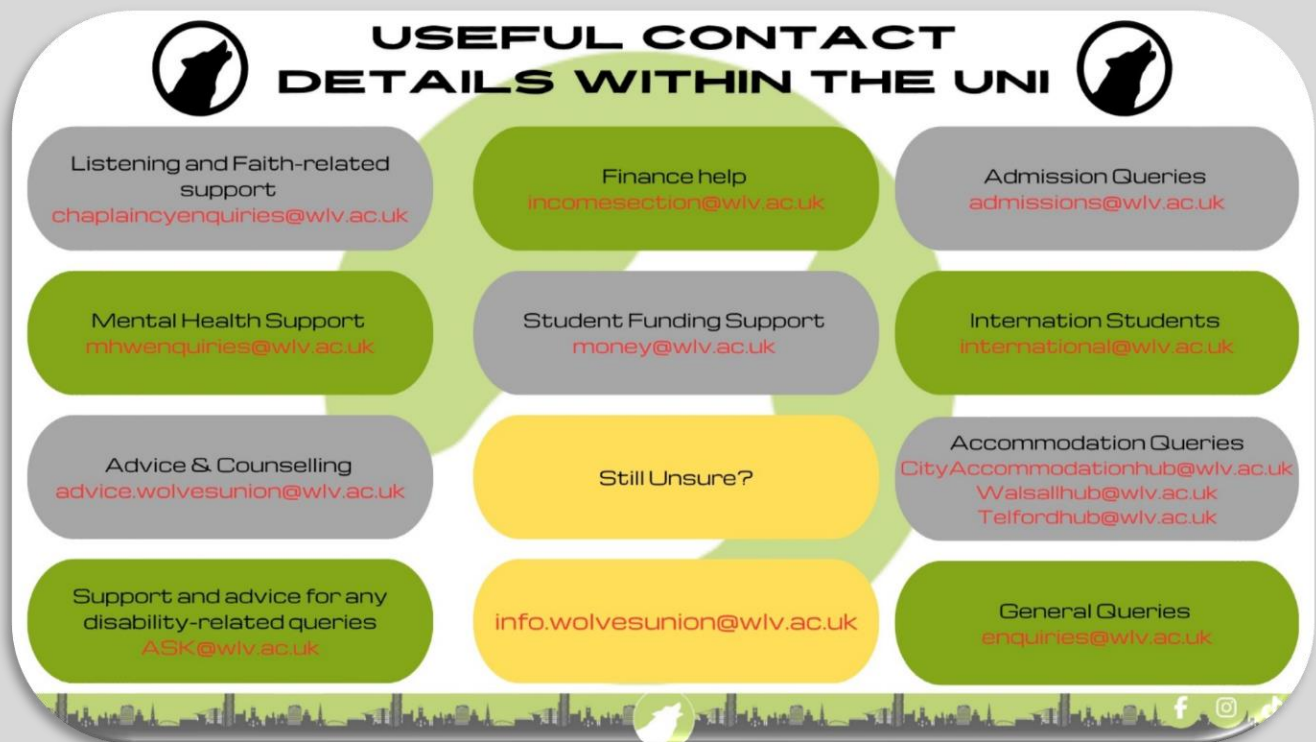 USEFUL CONTACT
DETAILS WITHIN THE UNI
Listening and Faith-related
support
chaplaincyenquiries@wlv.ac.uk
Finance help
incomesection@wlv.ac.uk
Admission Queries
admissions@wlv.ac.uk
Mental Health Support
mhwenquiries@wlv.ac.uk
Student Funding Support
money@wlv.ac.uk
Internation Students
international@wlv.ac.uk
Advice & Counselling
advice.wolvesunion@wlv.ac.uk
Still Unsure?
Accommodation Queries
CityAccommodationhub@wlv.ac.uk
Walsallhub@wlv.ac.uk
Telfordhub@wlv.ac.uk
Support and advice for any
disability-related queries
ASK@wlv.ac.uk
info.wolvesunion@wlv.ac.uk
General Queries
enquiries@wlv.ac.uk